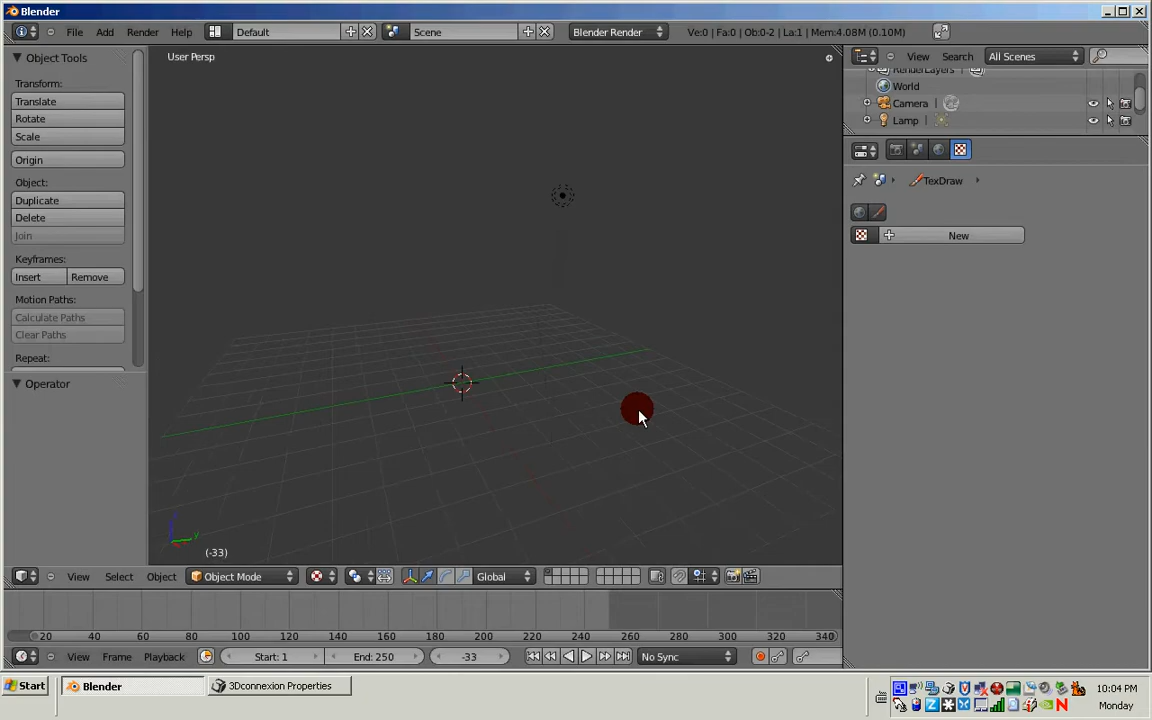 Blender
File Add Render Help Default Scene Blender Render Ve:0 | Fa:0 | Ob:0-2 | La:1 | Mem:4.08M (0.10M)
View Search All Scenes
Object Tools
Transform:
Translate
Rotate
Scale
Origin
Object:
Duplicate
Delete
Join
Keyframes:
Insert Remove
Motion Paths:
Calculate Paths
Clear Paths
Repeat:
Operator
User Persp
(-33)
RenderLayers
World
Camera
Lamp
TexDraw
New
View Select Object Object Mode Global
20 40 60 80 100 120 140 160 180 200 220 240 260 280 300 320 340
View Frame Playback Start: 1 End: 250 -33 No Sync
Start Blender 3Dconnexion Properties
10:04 PM
Monday